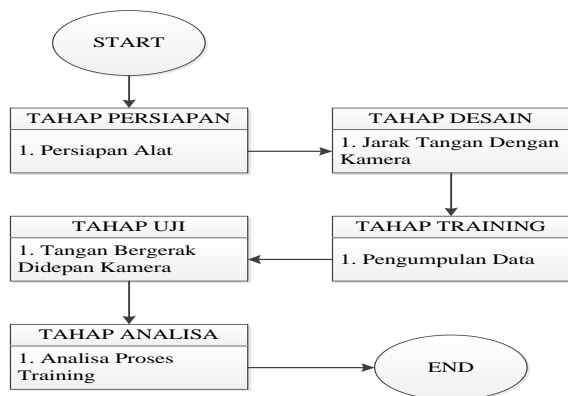 START
TAHAP PERSIAPAN
1. Persiapan Alat
TAHAP DESAIN
1. Jarak Tangan Dengan
Kamera
TAHAP TRAINING
1. Pengumpulan Data
TAHAP UJI
1. Tangan Bergerak
Didepan Kamera
TAHAP ANALISA
1. Analisa Proses
Training
END